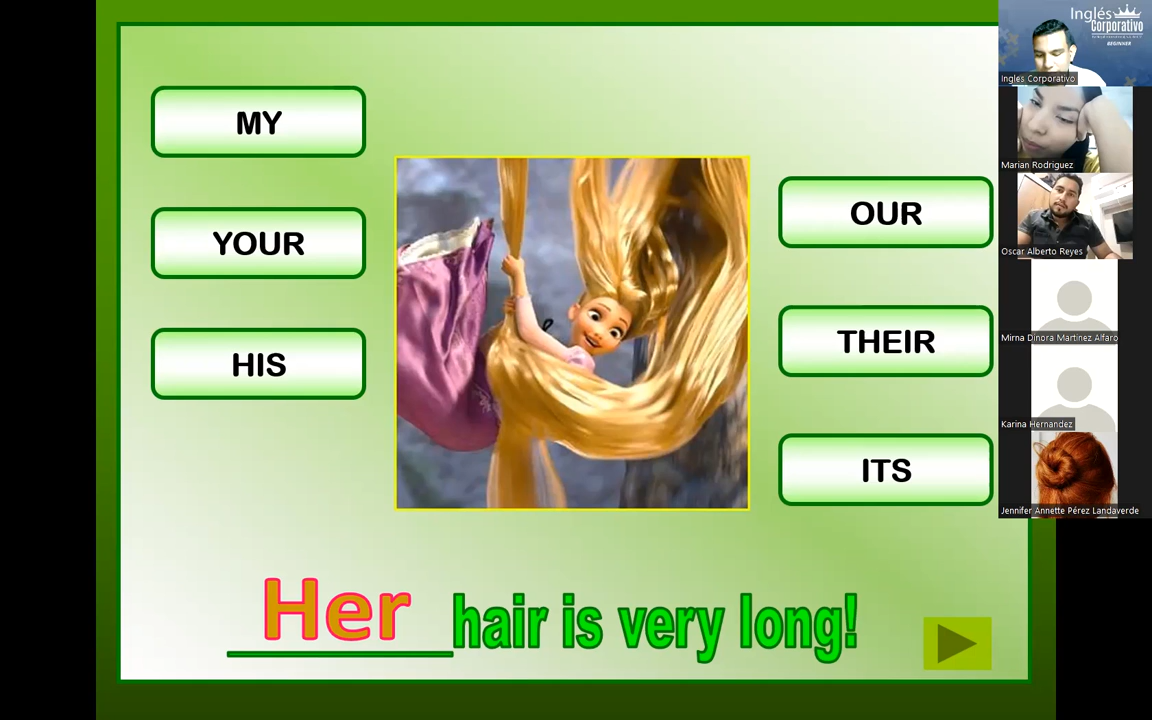 MY
YOUR
HIS
OUR
THEIR
ITS
Her hair is very long!
Inglés
Corporativo
BEGINNER
Ingles Corporativo
Marian Rodriguez
Oscar Alberto Reyes
Mirna Dinora Martinez Alfaro
Karina Hernandez
Jennifer Annette Pérez Landaverde